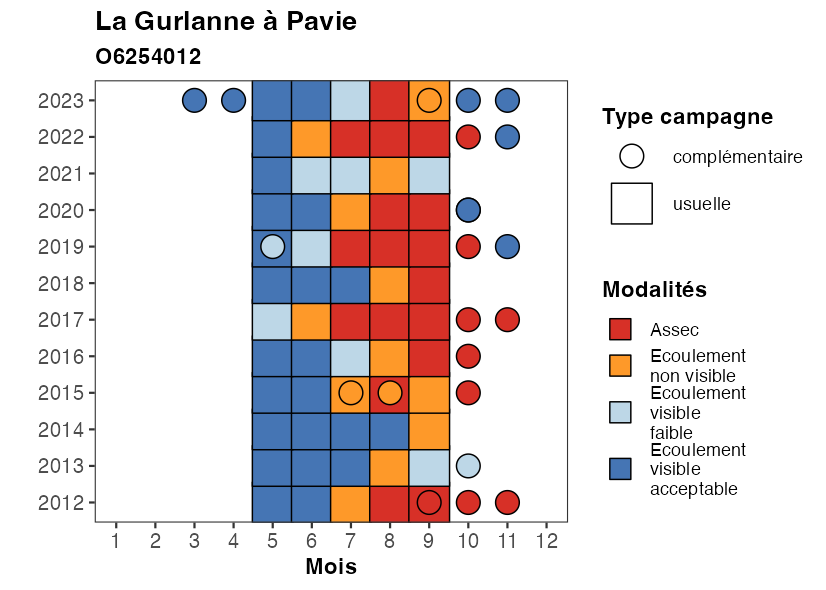 La Gurlanne à Pavie
O6254012
2023
2022
2021
2020
2019
2018
2017
2016
2015
2014
2013
2012
1 2 3 4 5 6 7 8 9 10 11 12
Mois
Type campagne
complémentaire
usuelle
Modalités
Assec
Ecoulement
non visible
Ecoulement
visible
faible
Ecoulement
visible
acceptable